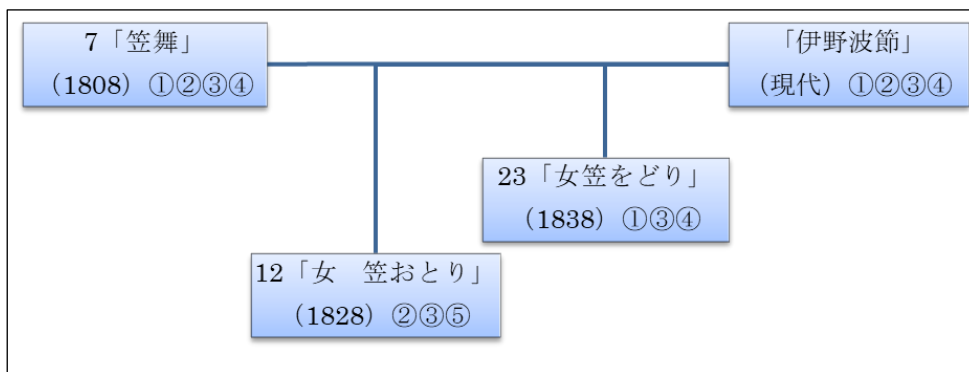 7「笠舞」
（1808）①②③④
「伊野波節」
（現代）①②③④
23「女笠をどり」
（1838）①③④
12「女　笠おとり」
（1828）②③⑤